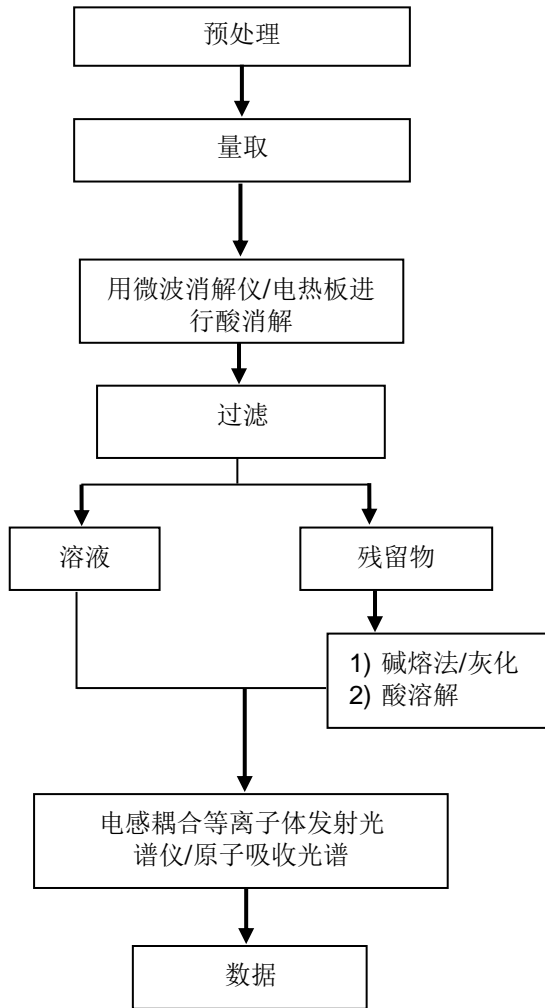 预处理
量取
用微波消解仪/电热板进
行酸消解
过滤
溶液
残留物
1) 碱熔法/灰化
2) 酸溶解
电感耦合等离子体发射光
谱仪/原子吸收光谱
数据